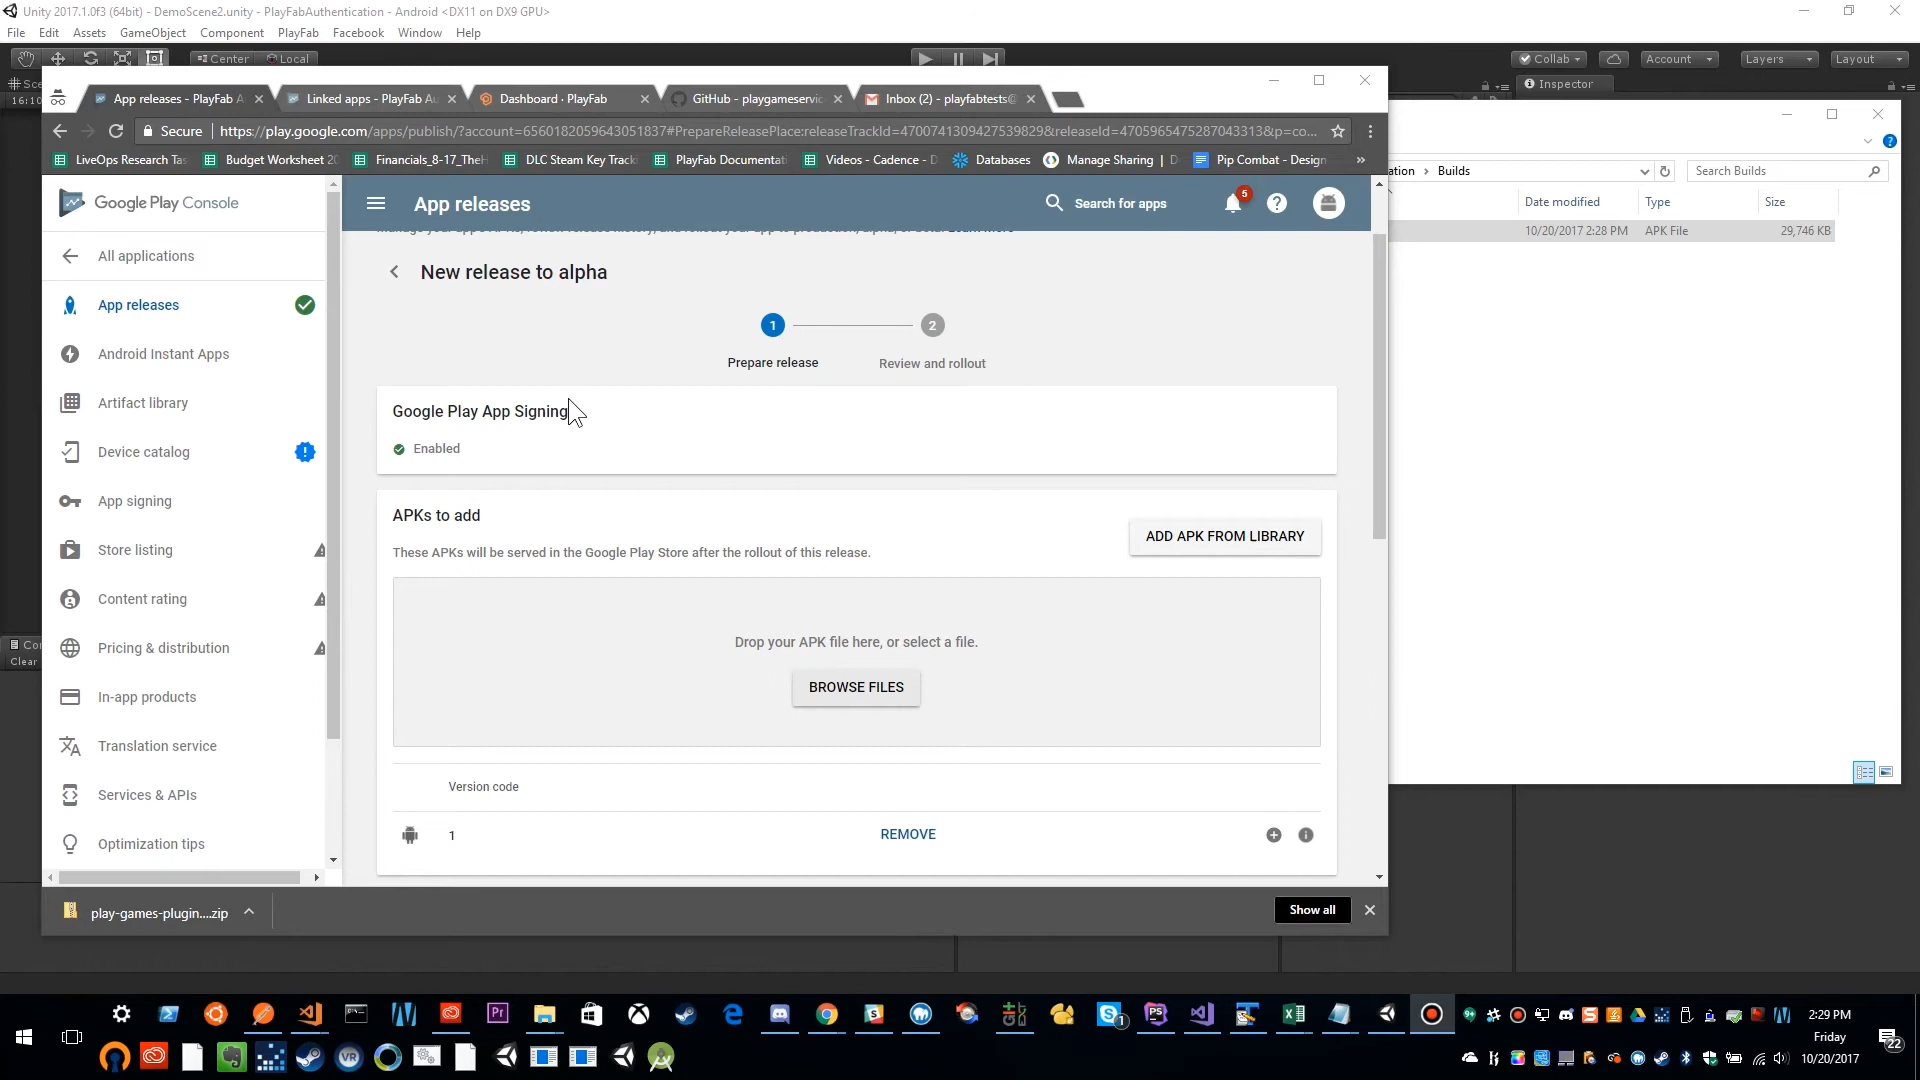 Unity 2017.1.0f3 (64bit) - DemoScene2.unity - PlayFabAuthentication - Android <DX11 on DX9 GPU>
File Edit Assets GameObject Component PlayFab Facebook Window Help
Center Local
Collab Account Layers Layout
Sce
Inspector
16:10
App releases - PlayFab A
Linked apps - PlayFab Au
Dashboard · PlayFab
GitHub - playgameservic
Inbox (2) - playfabtests@
Secure https://play.google.com/apps/publish/?account=6560182059643051837#PrepareReleasePlace:releaseTrackId=4700741309427539829&releaseId=4705965475287043313&p=co...
LiveOps Research Tas
Budget Worksheet 20
Financials_8-17_TheH
DLC Steam Key Track
PlayFab Documentati
Videos - Cadence - D
Databases
Manage Sharing | D
Pip Combat - Design
»
ation › Builds
Search Builds
Date modified Type Size
10/20/2017 2:28 PM APK File 29,746 KB
Google Play Console
App releases
Search for apps
5
All applications
App releases
Android Instant Apps
Artifact library
Device catalog
App signing
Store listing
Content rating
Pricing & distribution
In-app products
Translation service
Services & APIs
Optimization tips
New release to alpha
1
2
Prepare release
Review and rollout
Google Play App Signing
Enabled
APKs to add
ADD APK FROM LIBRARY
These APKs will be served in the Google Play Store after the rollout of this release.
Drop your APK file here, or select a file.
BROWSE FILES
Version code
1
REMOVE
Con
Clear
play-games-plugin....zip
Show all
2:29 PM
Friday
10/20/2017
22